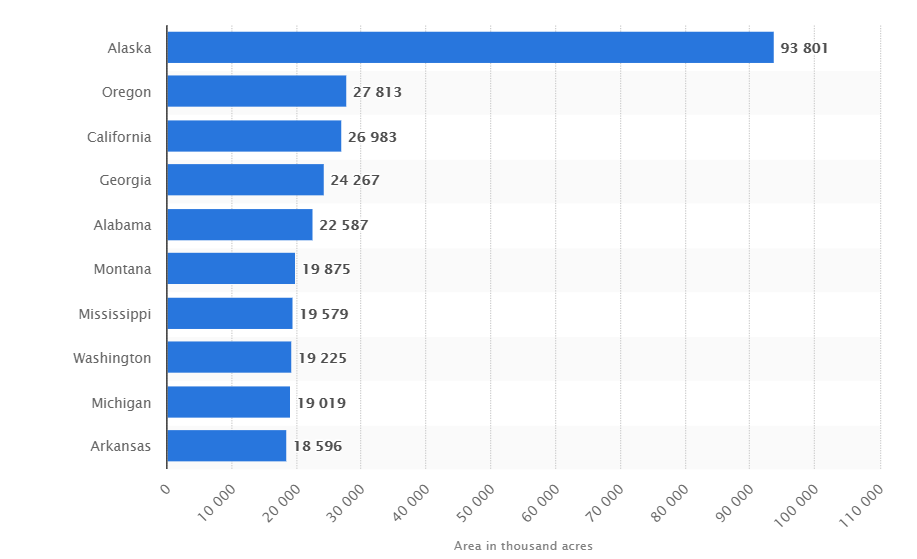 Alaska 93 801
Oregon 27 813
California 26 983
Georgia 24 267
Alabama 22 587
Montana 19 875
Mississippi 19 579
Washington 19 225
Michigan 19 019
Arkansas 18 596
0 10 000 20 000 30 000 40 000 50 000 60 000 70 000 80 000 90 000 100 000 110 000
Area in thousand acres